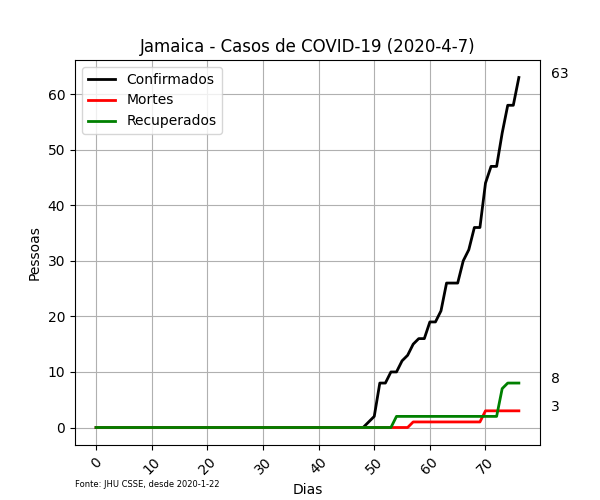 Jamaica - Casos de COVID-19 (2020-4-7)
Confirmados
Mortes
Recuperados
63
8
3
60
50
40
30
20
10
0
Pessoas
0 10 20 30 40 50 60 70
Dias
Fonte: JHU CSSE, desde 2020-1-22